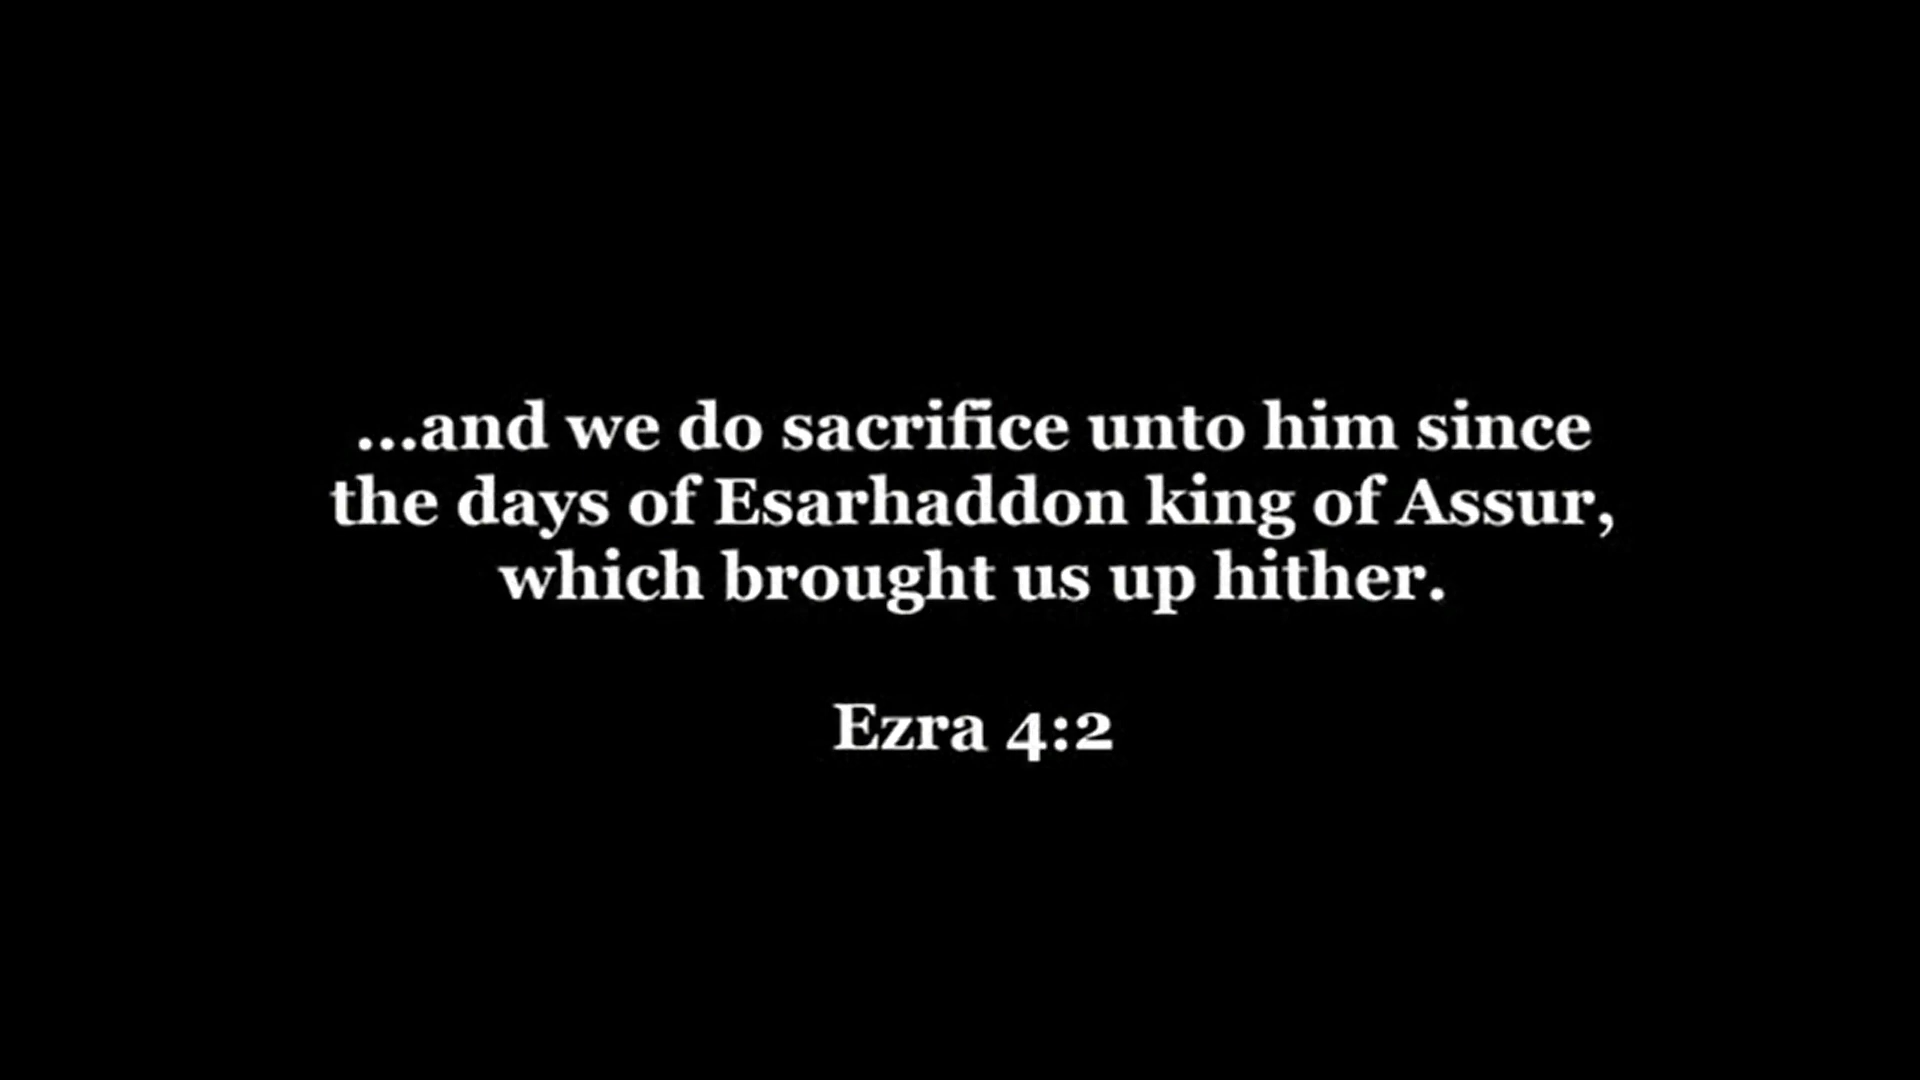 ...and we do sacrifice unto him since
the days of Esarhaddon king of Assur,
which brought us up hither.
Ezra 4:2